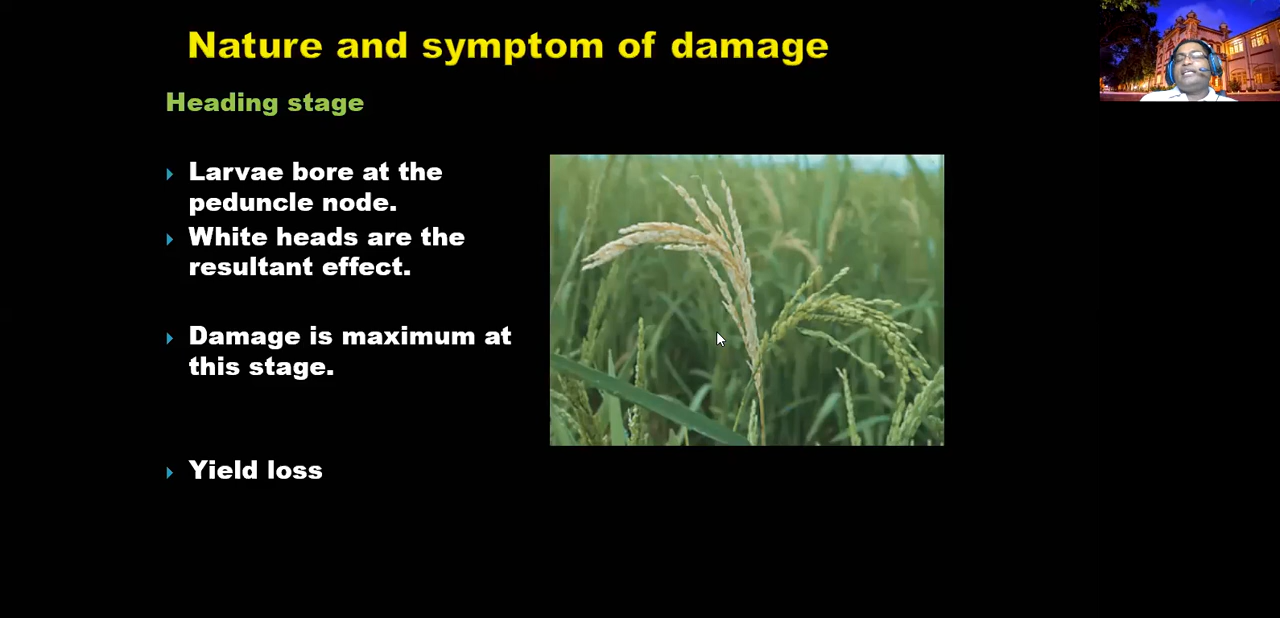 Nature and symptom of damage
Heading stage
Larvae bore at the
peduncle node.
White heads are the
resultant effect.
Damage is maximum at
this stage.
Yield loss